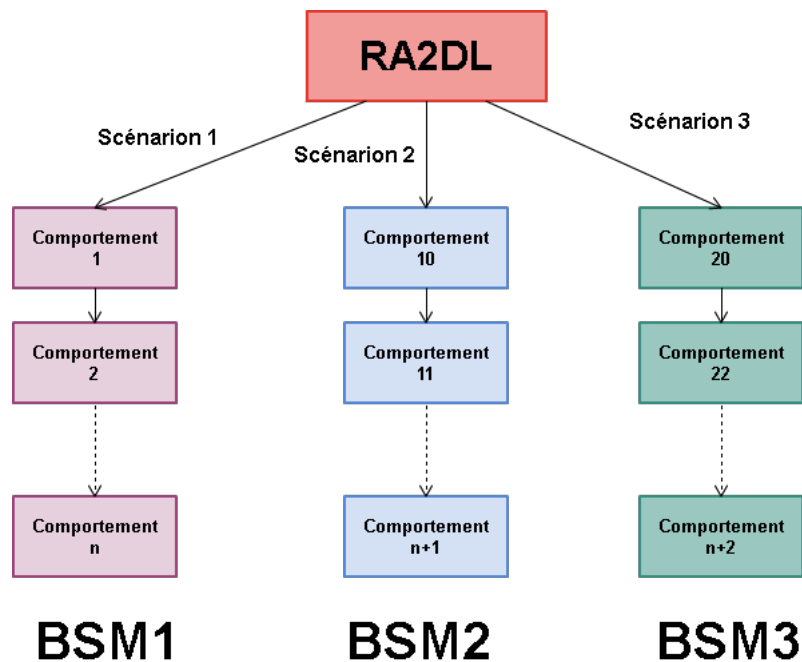 RA2DL
Scénarion 1
Scénarion 2
Scénarion 3
Comportement
1
Comportement
10
Comportement
20
Comportement
2
Comportement
11
Comportement
22
Comportement
n
Comportement
n+1
Comportement
n+2
BSM1
BSM2
BSM3